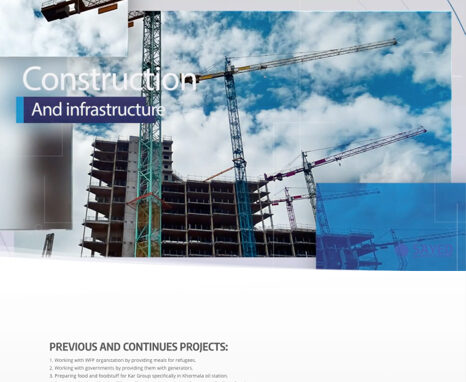 Construction
And infrastructure
PREVIOUS AND CONTINUES PROJECTS:
1. Working with WFP organization by providing meals for refugees.
2. Working with governments by providing them with generators.
3. Preparing food and foodstuff for Kar Group specifically in Khormala oil station.